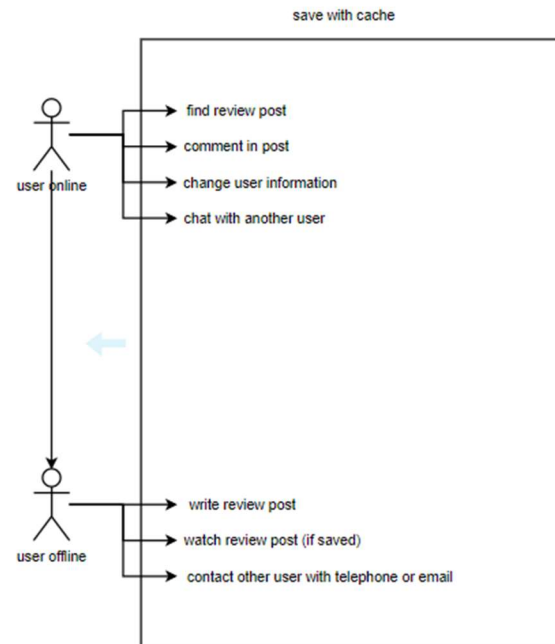 save with cache
find review post
comment in post
user online
change user information
chat with another user
write review post
watch review post (if saved)
user offline
contact other user with telephone or email